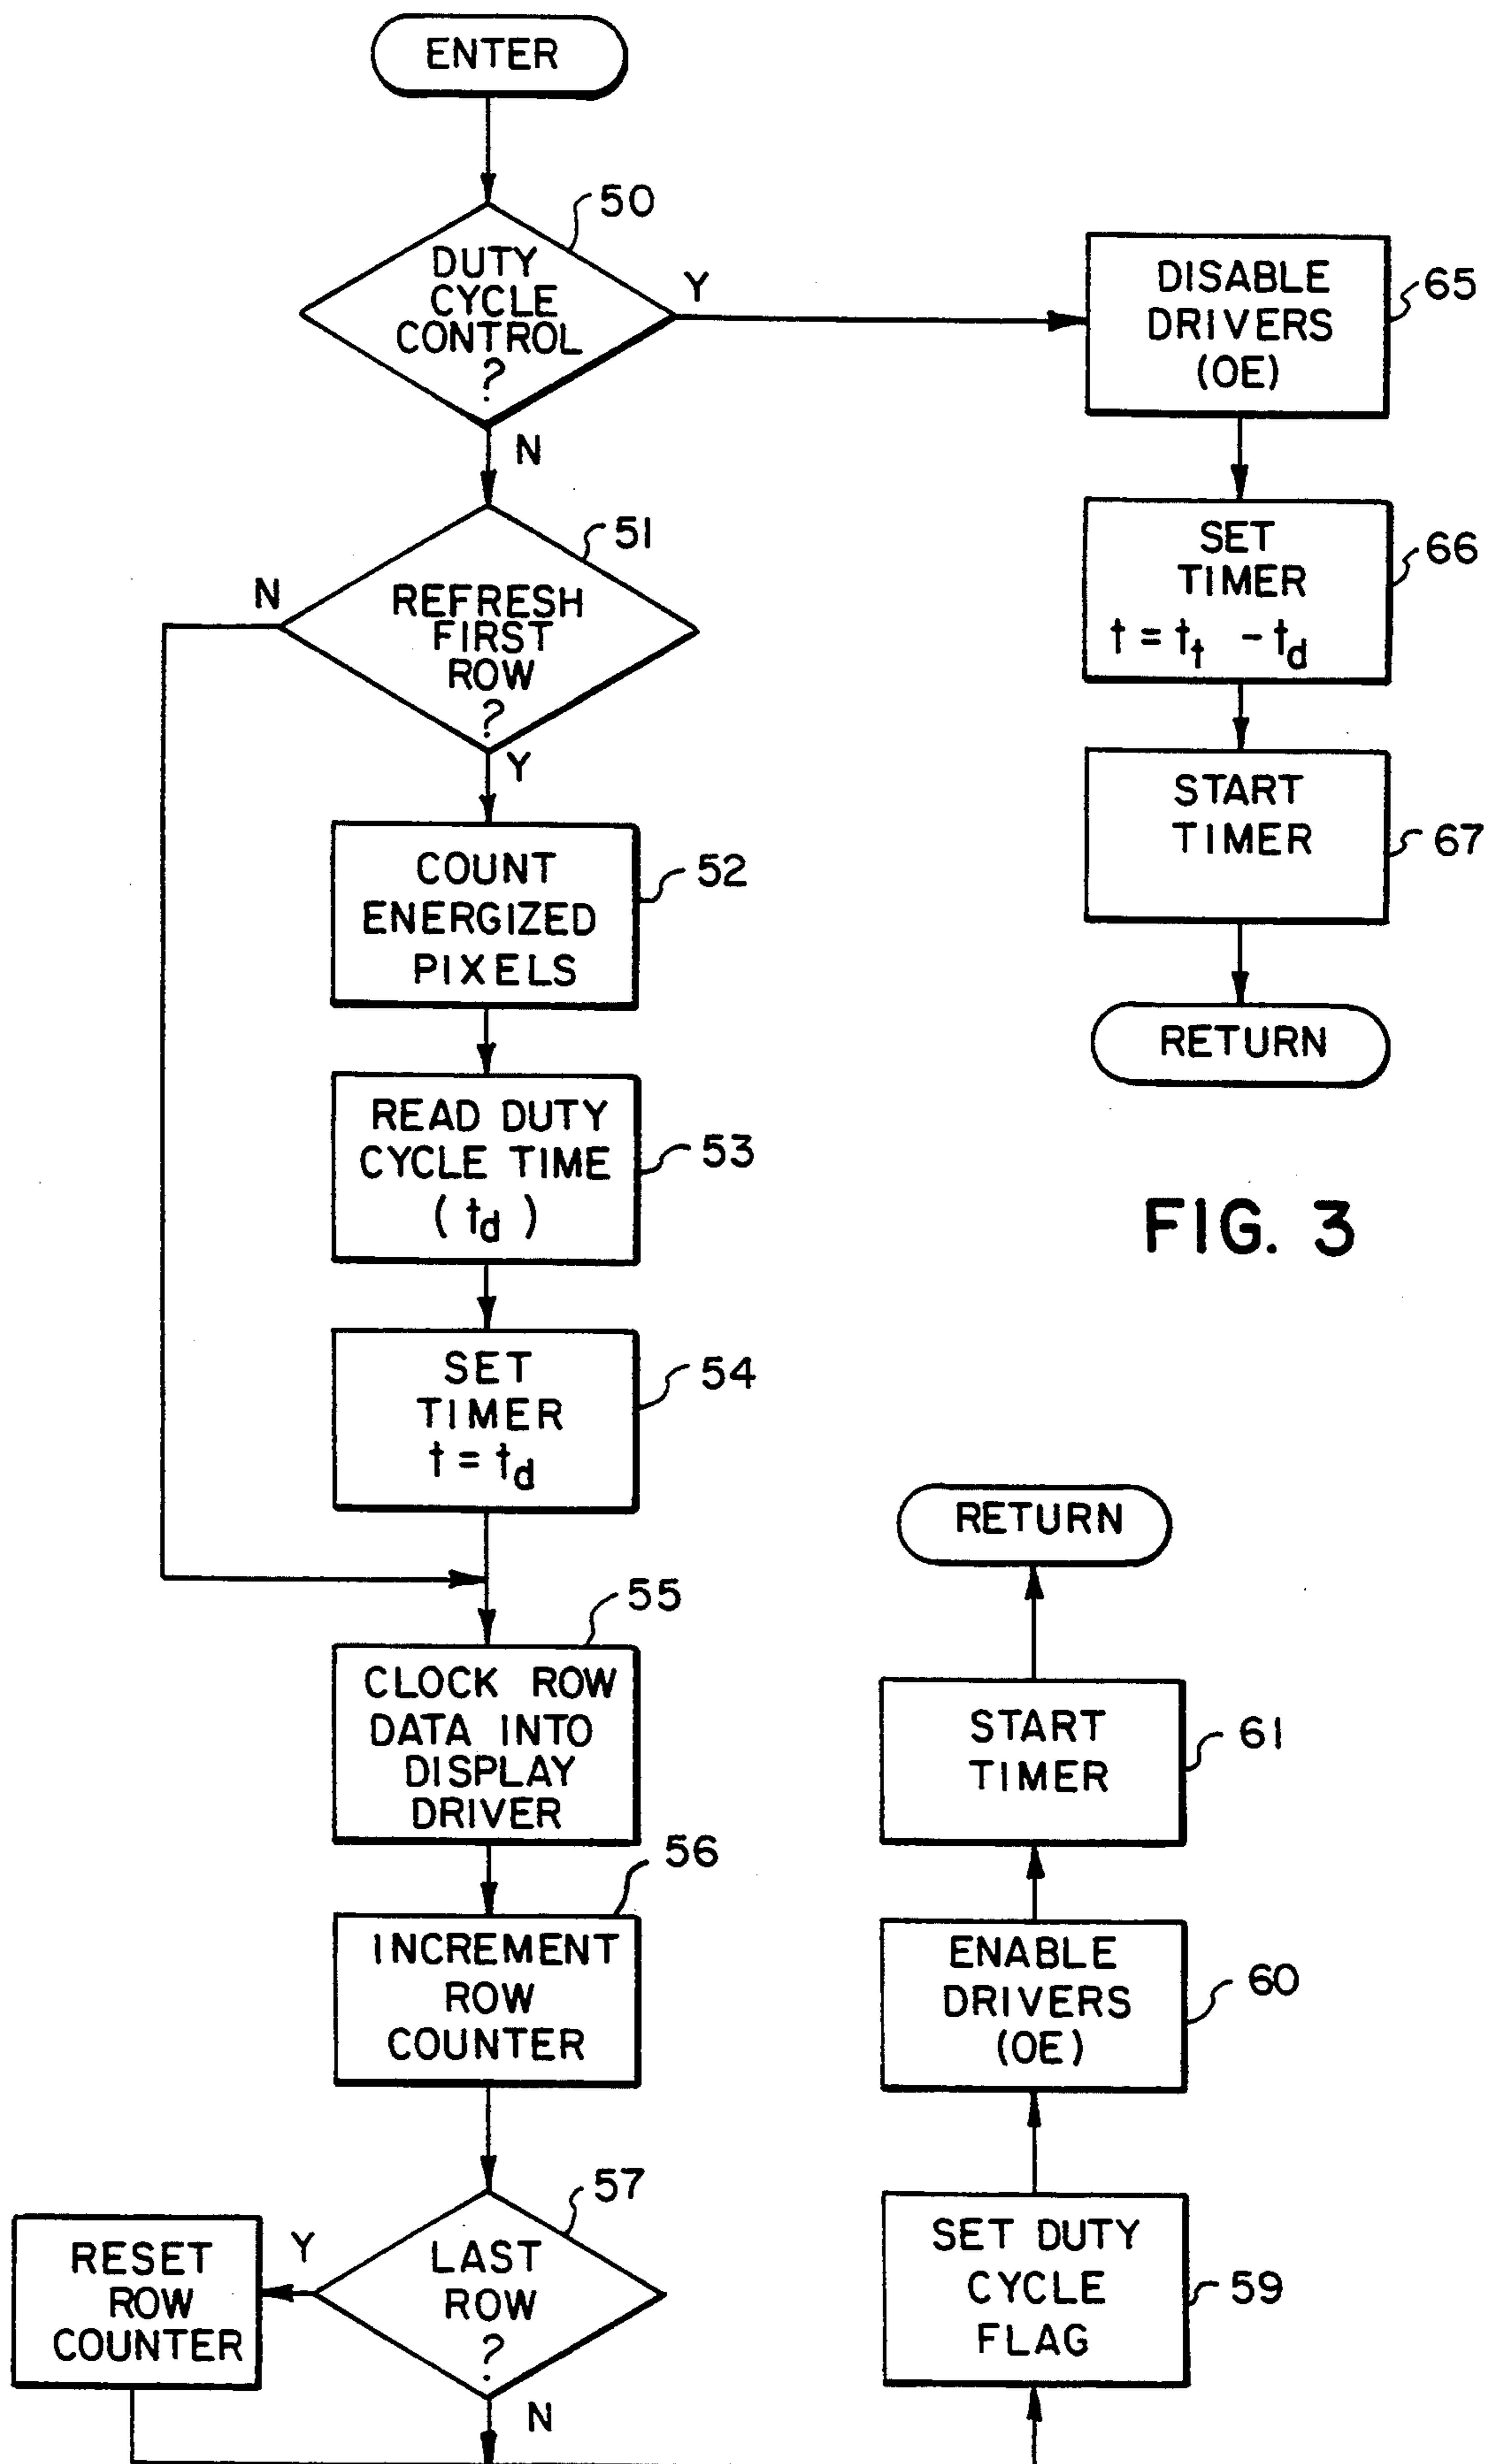 ENTER
50
DUTY
CYCLE
CONTROL
?
Y
N
51
REFRESH
FIRST
ROW
?
N
Y
COUNT
ENERGIZED
PIXELS
52
READ DUTY
CYCLE TIME
( td )
53
SET
TIMER
t = td
54
CLOCK ROW
DATA INTO
DISPLAY
DRIVER
55
INCREMENT
ROW
COUNTER
56
57
LAST
ROW
?
Y
N
RESET
ROW
COUNTER
SET DUTY
CYCLE
FLAG
59
ENABLE
DRIVERS
(OE)
60
START
TIMER
61
RETURN
DISABLE
DRIVERS
(OE)
65
SET
TIMER
t = tt - td
66
START
TIMER
67
RETURN
FIG. 3